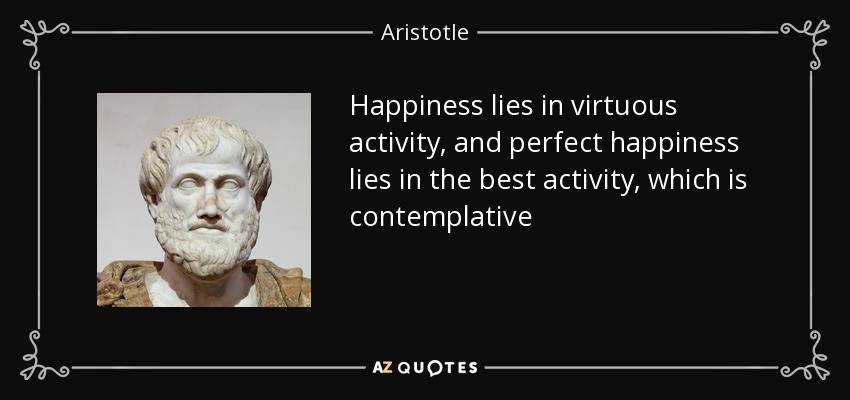 Aristotle
Happiness lies in virtuous
activity, and perfect happiness
lies in the best activity, which is
contemplative
AZ QUOTES